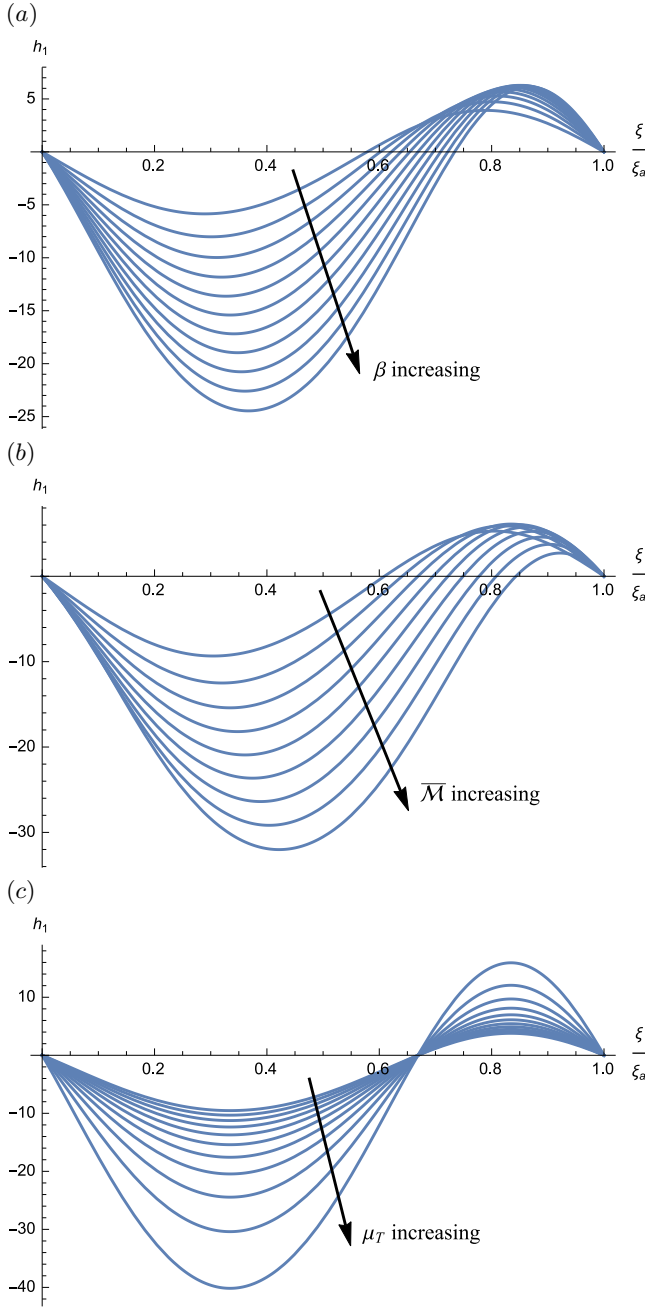 (a)
h₁
5
ξ
ξₐ
0.2 0.4 0.6 0.8 1.0
−5
−10
−15
−20
β increasing
−25
(b)
h₁
ξ
ξₐ
0.2 0.4 0.6 0.8 1.0
−10
−20
ℳ̅ increasing
−30
(c)
h₁
10
ξ
ξₐ
0.2 0.4 0.6 0.8 1.0
−10
−20
−30
μ_T increasing
−40